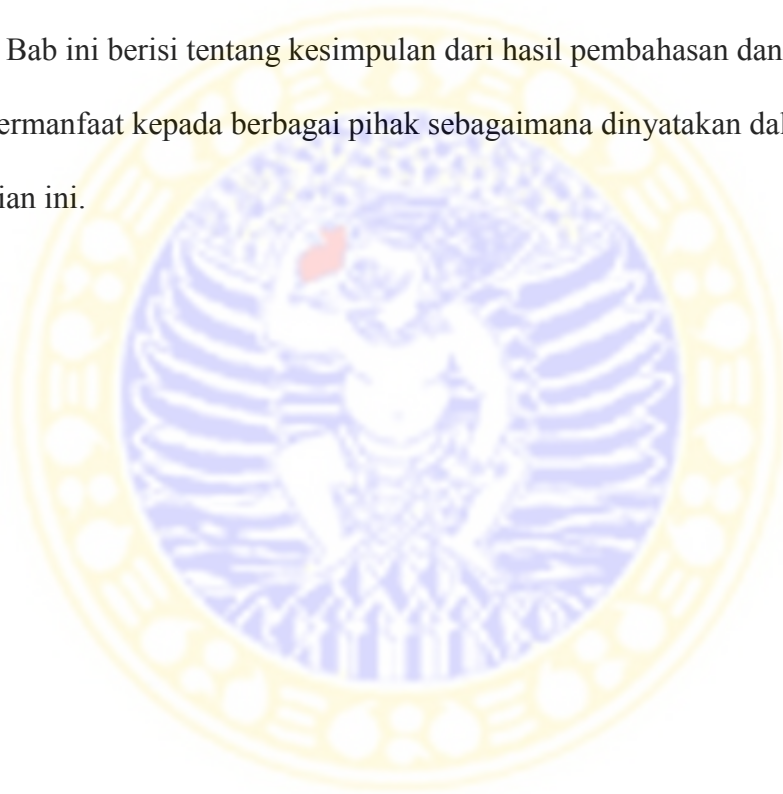 Bab ini berisi tentang kesimpulan dari hasil pembahasan dan
ermanfaat kepada berbagai pihak sebagaimana dinyatakan dal
ian ini.